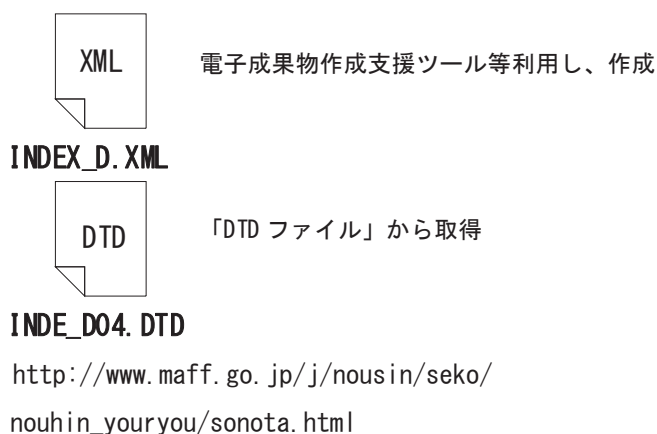 XML
電子成果物作成支援ツール等利用し、作成
INDEX_D.XML
DTD
「DTD ファイル」から取得
INDE_D04.DTD
http://www.maff.go.jp/j/nousin/seko/
nouhin_youryou/sonota.html